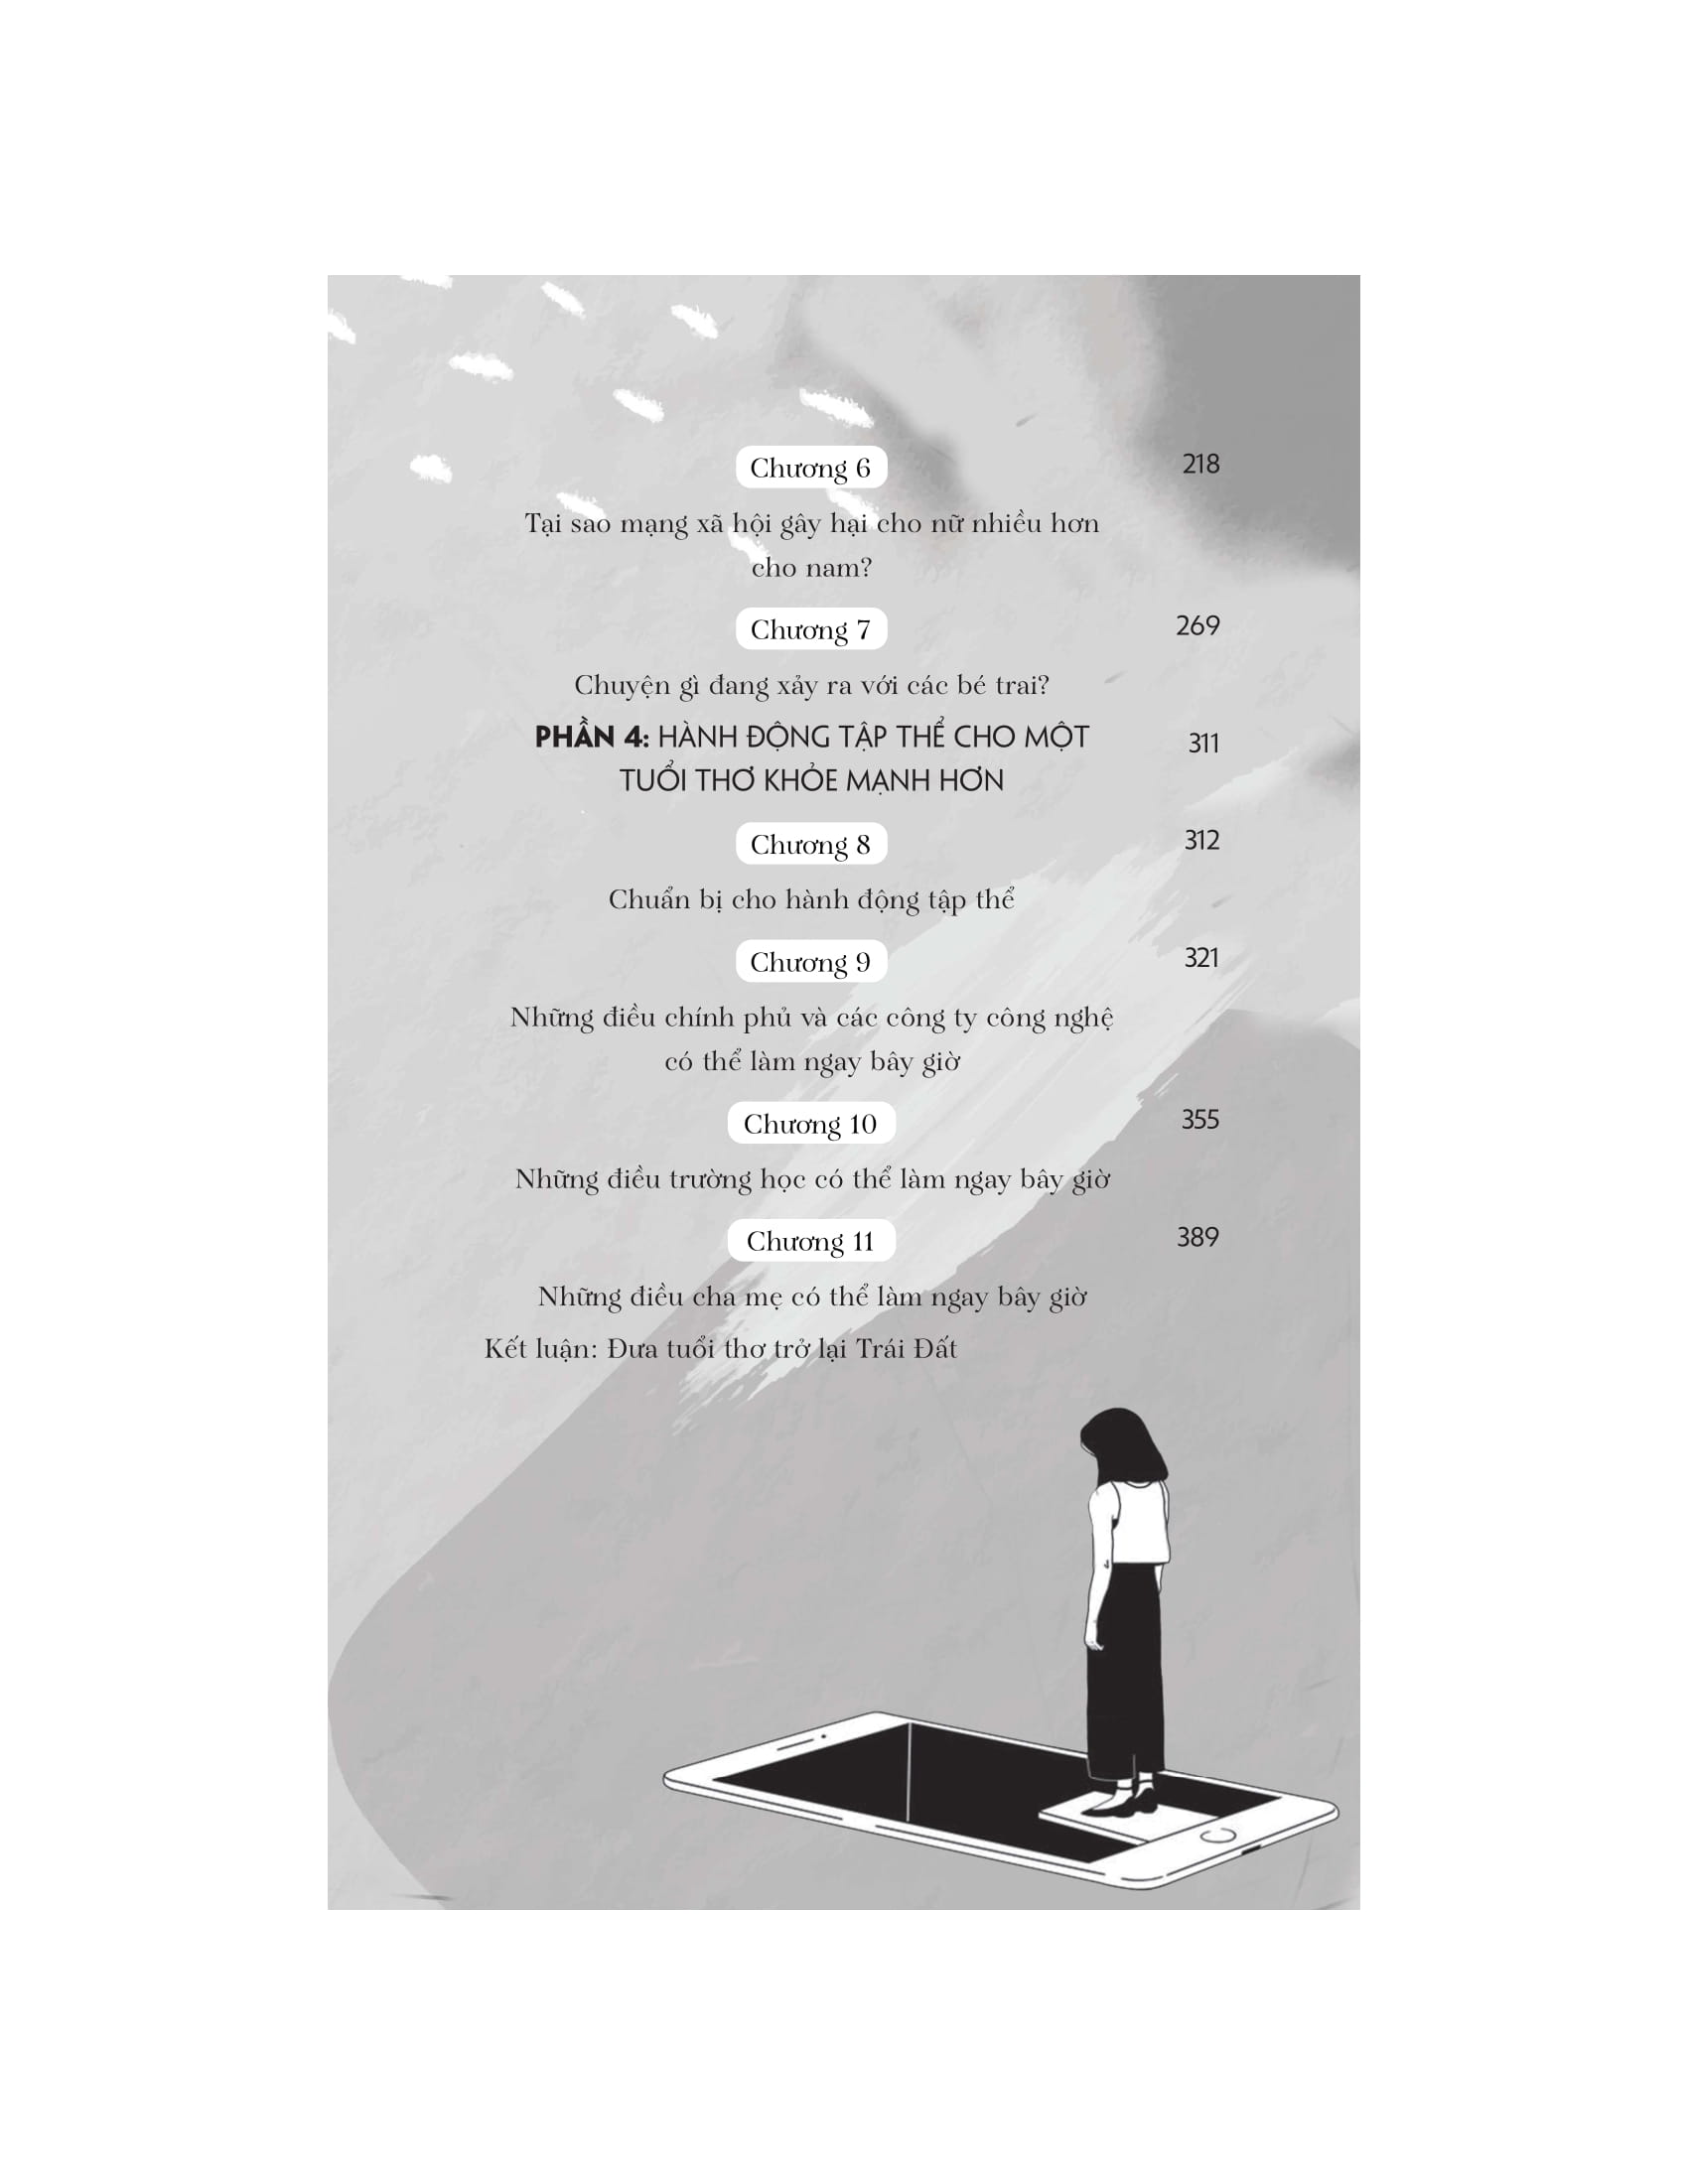 Chương 6 218
Tại sao mạng xã hội gây hại cho nữ nhiều hơn
cho nam?
Chương 7 269
Chuyện gì đang xảy ra với các bé trai?
PHẦN 4: HÀNH ĐỘNG TẬP THỂ CHO MỘT 311
TUỔI THƠ KHỎE MẠNH HƠN
Chương 8 312
Chuẩn bị cho hành động tập thể
Chương 9 321
Những điều chính phủ và các công ty công nghệ
có thể làm ngay bây giờ
Chương 10 355
Những điều trường học có thể làm ngay bây giờ
Chương 11 389
Những điều cha mẹ có thể làm ngay bây giờ
Kết luận: Đưa tuổi thơ trở lại Trái Đất